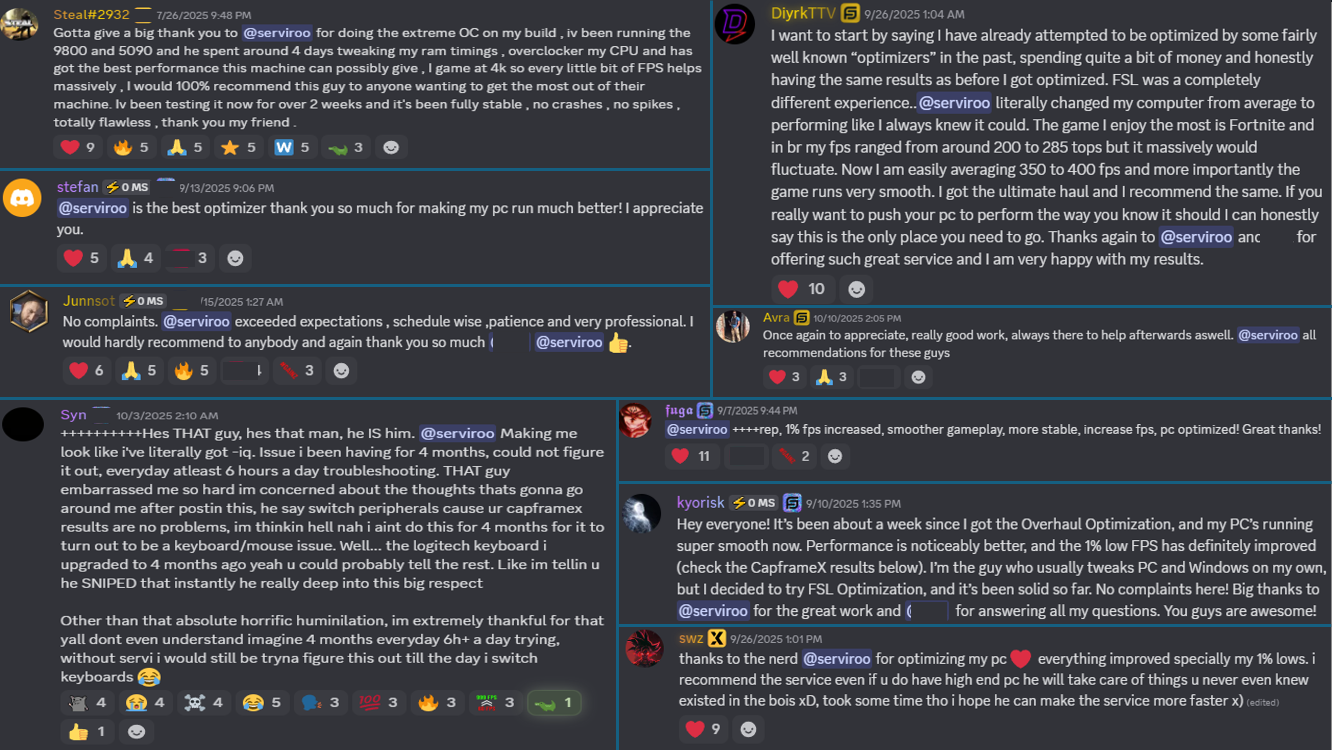 Steal#2932 7/26/2025 9:48 PM
Gotta give a big thank you to @serviroo for doing the extreme OC on my build , iv been running the
9800 and 5090 and he spent around 4 days tweaking my ram timings , overclocker my CPU and has
got the best performance this machine can possibly give , I game at 4k so every little bit of FPS helps
massively , I would 100% recommend this guy to anyone wanting to get the most out of their
machine. Iv been testing it now for over 2 weeks and it's been fully stable , no crashes , no spikes ,
totally flawless , thank you my friend .
9 5 5 5 W 5 3
stefan 0 MS 9/13/2025 9:06 PM
@serviroo is the best optimizer thank you so much for making my pc run much better! I appreciate
you.
5 4 3
Junnsot 0 MS /15/2025 1:27 AM
No complaints. @serviroo exceeded expectations , schedule wise ,patience and very professional. I
would hardly recommend to anybody and again thank you so much @serviroo .
6 5 5 4 3
DiyrkTTV S 9/26/2025 1:04 AM
I want to start by saying I have already attempted to be optimized by some fairly
well known “optimizers” in the past, spending quite a bit of money and honestly
having the same results as before I got optimized. FSL was a completely
different experience.. @serviroo literally changed my computer from average to
performing like I always knew it could. The game I enjoy the most is Fortnite and
in br my fps ranged from around 200 to 285 tops but it massively would
fluctuate. Now I am easily averaging 350 to 400 fps and more importantly the
game runs very smooth. I got the ultimate haul and I recommend the same. If you
really want to push your pc to perform the way you know it should I can honestly
say this is the only place you need to go. Thanks again to @serviroo and for
offering such great service and I am very happy with my results.
10
Avra S 10/10/2025 2:05 PM
Once again to appreciate, really good work, always there to help afterwards aswell. @serviroo all
recommendations for these guys
3 3
Syn 10/3/2025 2:10 AM
++++++++++Hes THAT guy, hes that man, he IS him. @serviroo Making me
look like i've literally got -iq. Issue i been having for 4 months, could not figure
it out, everyday atleast 6 hours a day troubleshooting. THAT guy
embarrassed me so hard im concerned about the thoughts thats gonna go
around me after postin this, he say switch peripherals cause ur capframex
results are no problems, im thinkin hell nah i aint do this for 4 months for it to
turn out to be a keyboard/mouse issue. Well... the logitech keyboard i
upgraded to 4 months ago yeah u could probably tell the rest. Like im tellin u
he SNIPED that instantly he really deep into this big respect
Other than that absolute horrific huminilation, im extremely thankful for that
yall dont even understand imagine 4 months everyday 6h+ a day trying,
without servi i would still be tryna figure this out till the day i switch
keyboards
4 4 4 5 3 100 3 3 3 1
1
fuga S 9/7/2025 9:44 PM
@serviroo ++++rep, 1% fps increased, smoother gameplay, more stable, increase fps, pc optimized! Great thanks!
11 2
kyorisk 0 MS S 9/10/2025 1:35 PM
Hey everyone! It’s been about a week since I got the Overhaul Optimization, and my PC’s running
super smooth now. Performance is noticeably better, and the 1% low FPS has definitely improved
(check the CapframeX results below). I’m the guy who usually tweaks PC and Windows on my own,
but I decided to try FSL Optimization, and it’s been solid so far. No complaints here! Big thanks to
@serviroo for the great work and for answering all my questions. You guys are awesome!
SWZ X 9/26/2025 1:01 PM
thanks to the nerd @serviroo for optimizing my pc everything improved specially my 1% lows. i
recommend the service even if u do have high end pc he will take care of things u never even knew
existed in the bois xD, took some time tho i hope he can make the service more faster x) (edited)
9